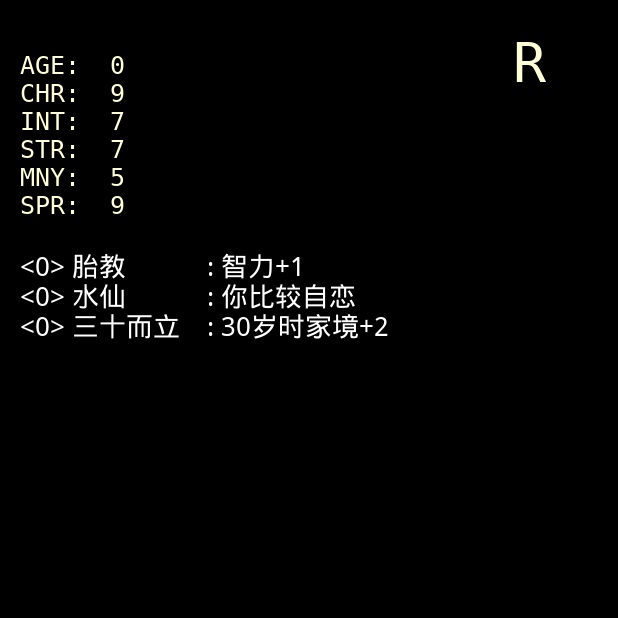 R
AGE: 0
CHR: 9
INT: 7
STR: 7
MNY: 5
SPR: 9
<0> 胎教 : 智力+1
<0> 水仙 : 你比较自恋
<0> 三十而立 : 30岁时家境+2